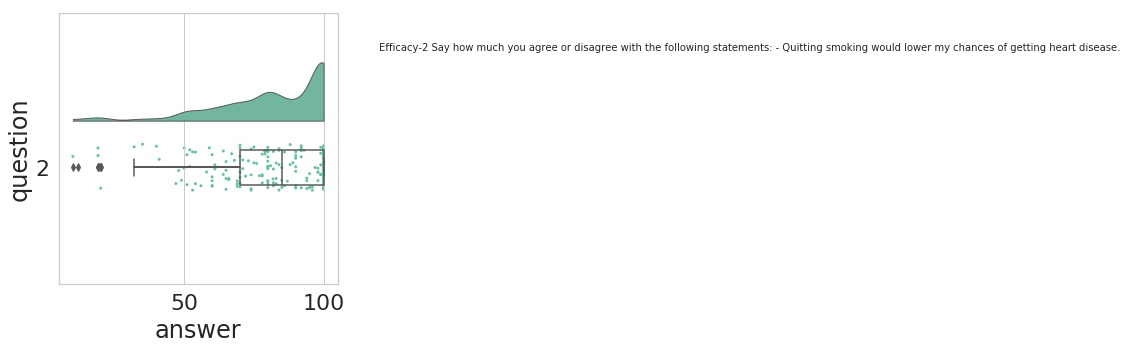 Efficacy-2 Say how much you agree or disagree with the following statements: - Quitting smoking would lower my chances of getting heart disease.
question
2
50 100
answer